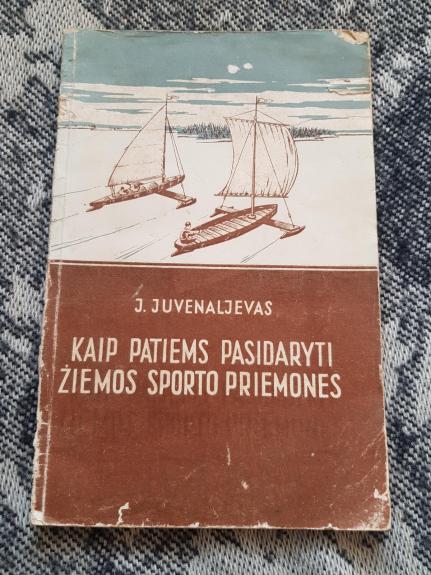 J. JUVENALJEVAS
KAIP PATIEMS PASIDARYTI
ŽIEMOS SPORTO PRIEMONES